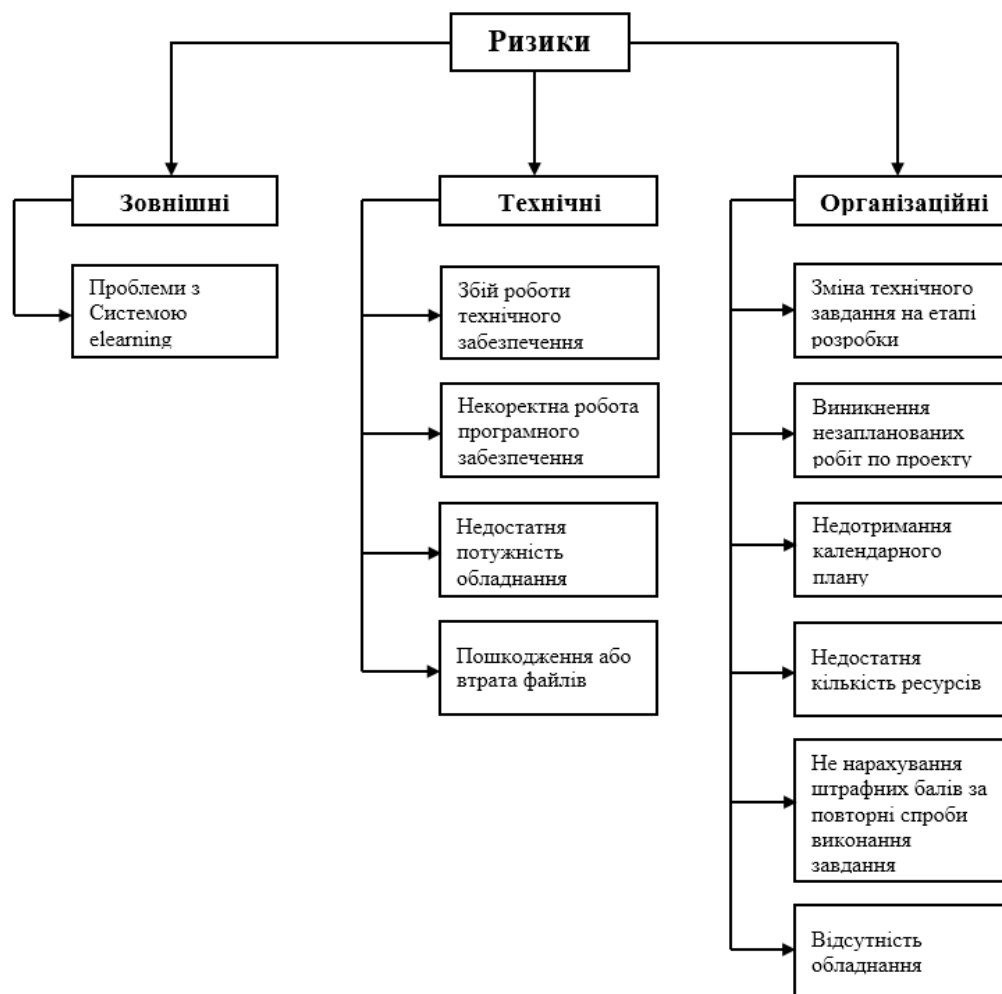 Ризики
Зовнішні
Проблеми з
Системою
elearning
Технічні
Збій роботи
технічного
забезпечення
Некоректна робота
програмного
забезпечення
Недостатня
потужність
обладнання
Пошкодження або
втрата файлів
Організаційні
Зміна технічного
завдання на етапі
розробки
Виникнення
незапланованих
робіт по проекту
Недотримання
календарного
плану
Недостатня
кількість ресурсів
Не нарахування
штрафних балів за
повторні спроби
виконання
завдання
Відсутність
обладнання